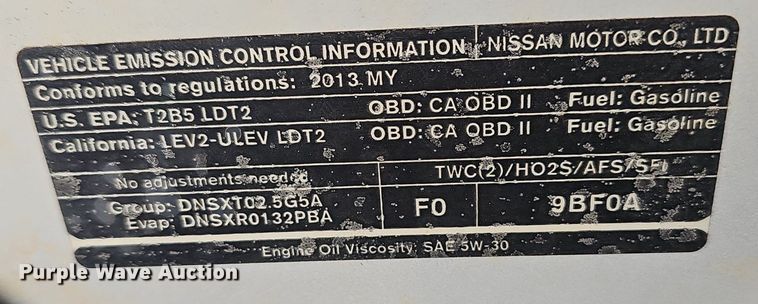 VEHICLE EMISSION CONTROL INFORMATION NISSAN MOTOR CO., LTD
Conforms to regulations: 2013 MY
U.S. EPA: T2B5 LDT2 OBD: CA OBD II Fuel: Gasoline
California: LEV2-ULEV LDT2 OBD: CA OBD II Fuel: Gasoline
No adjustments needed TWC(2)/HO2S/AFS/SFI
Group: DNSXT02.5G5A
Evap: DNSXR0132PBA
F0 9BF0A
Engine Oil Viscosity: SAE 5W-30
Purple Wave Auction